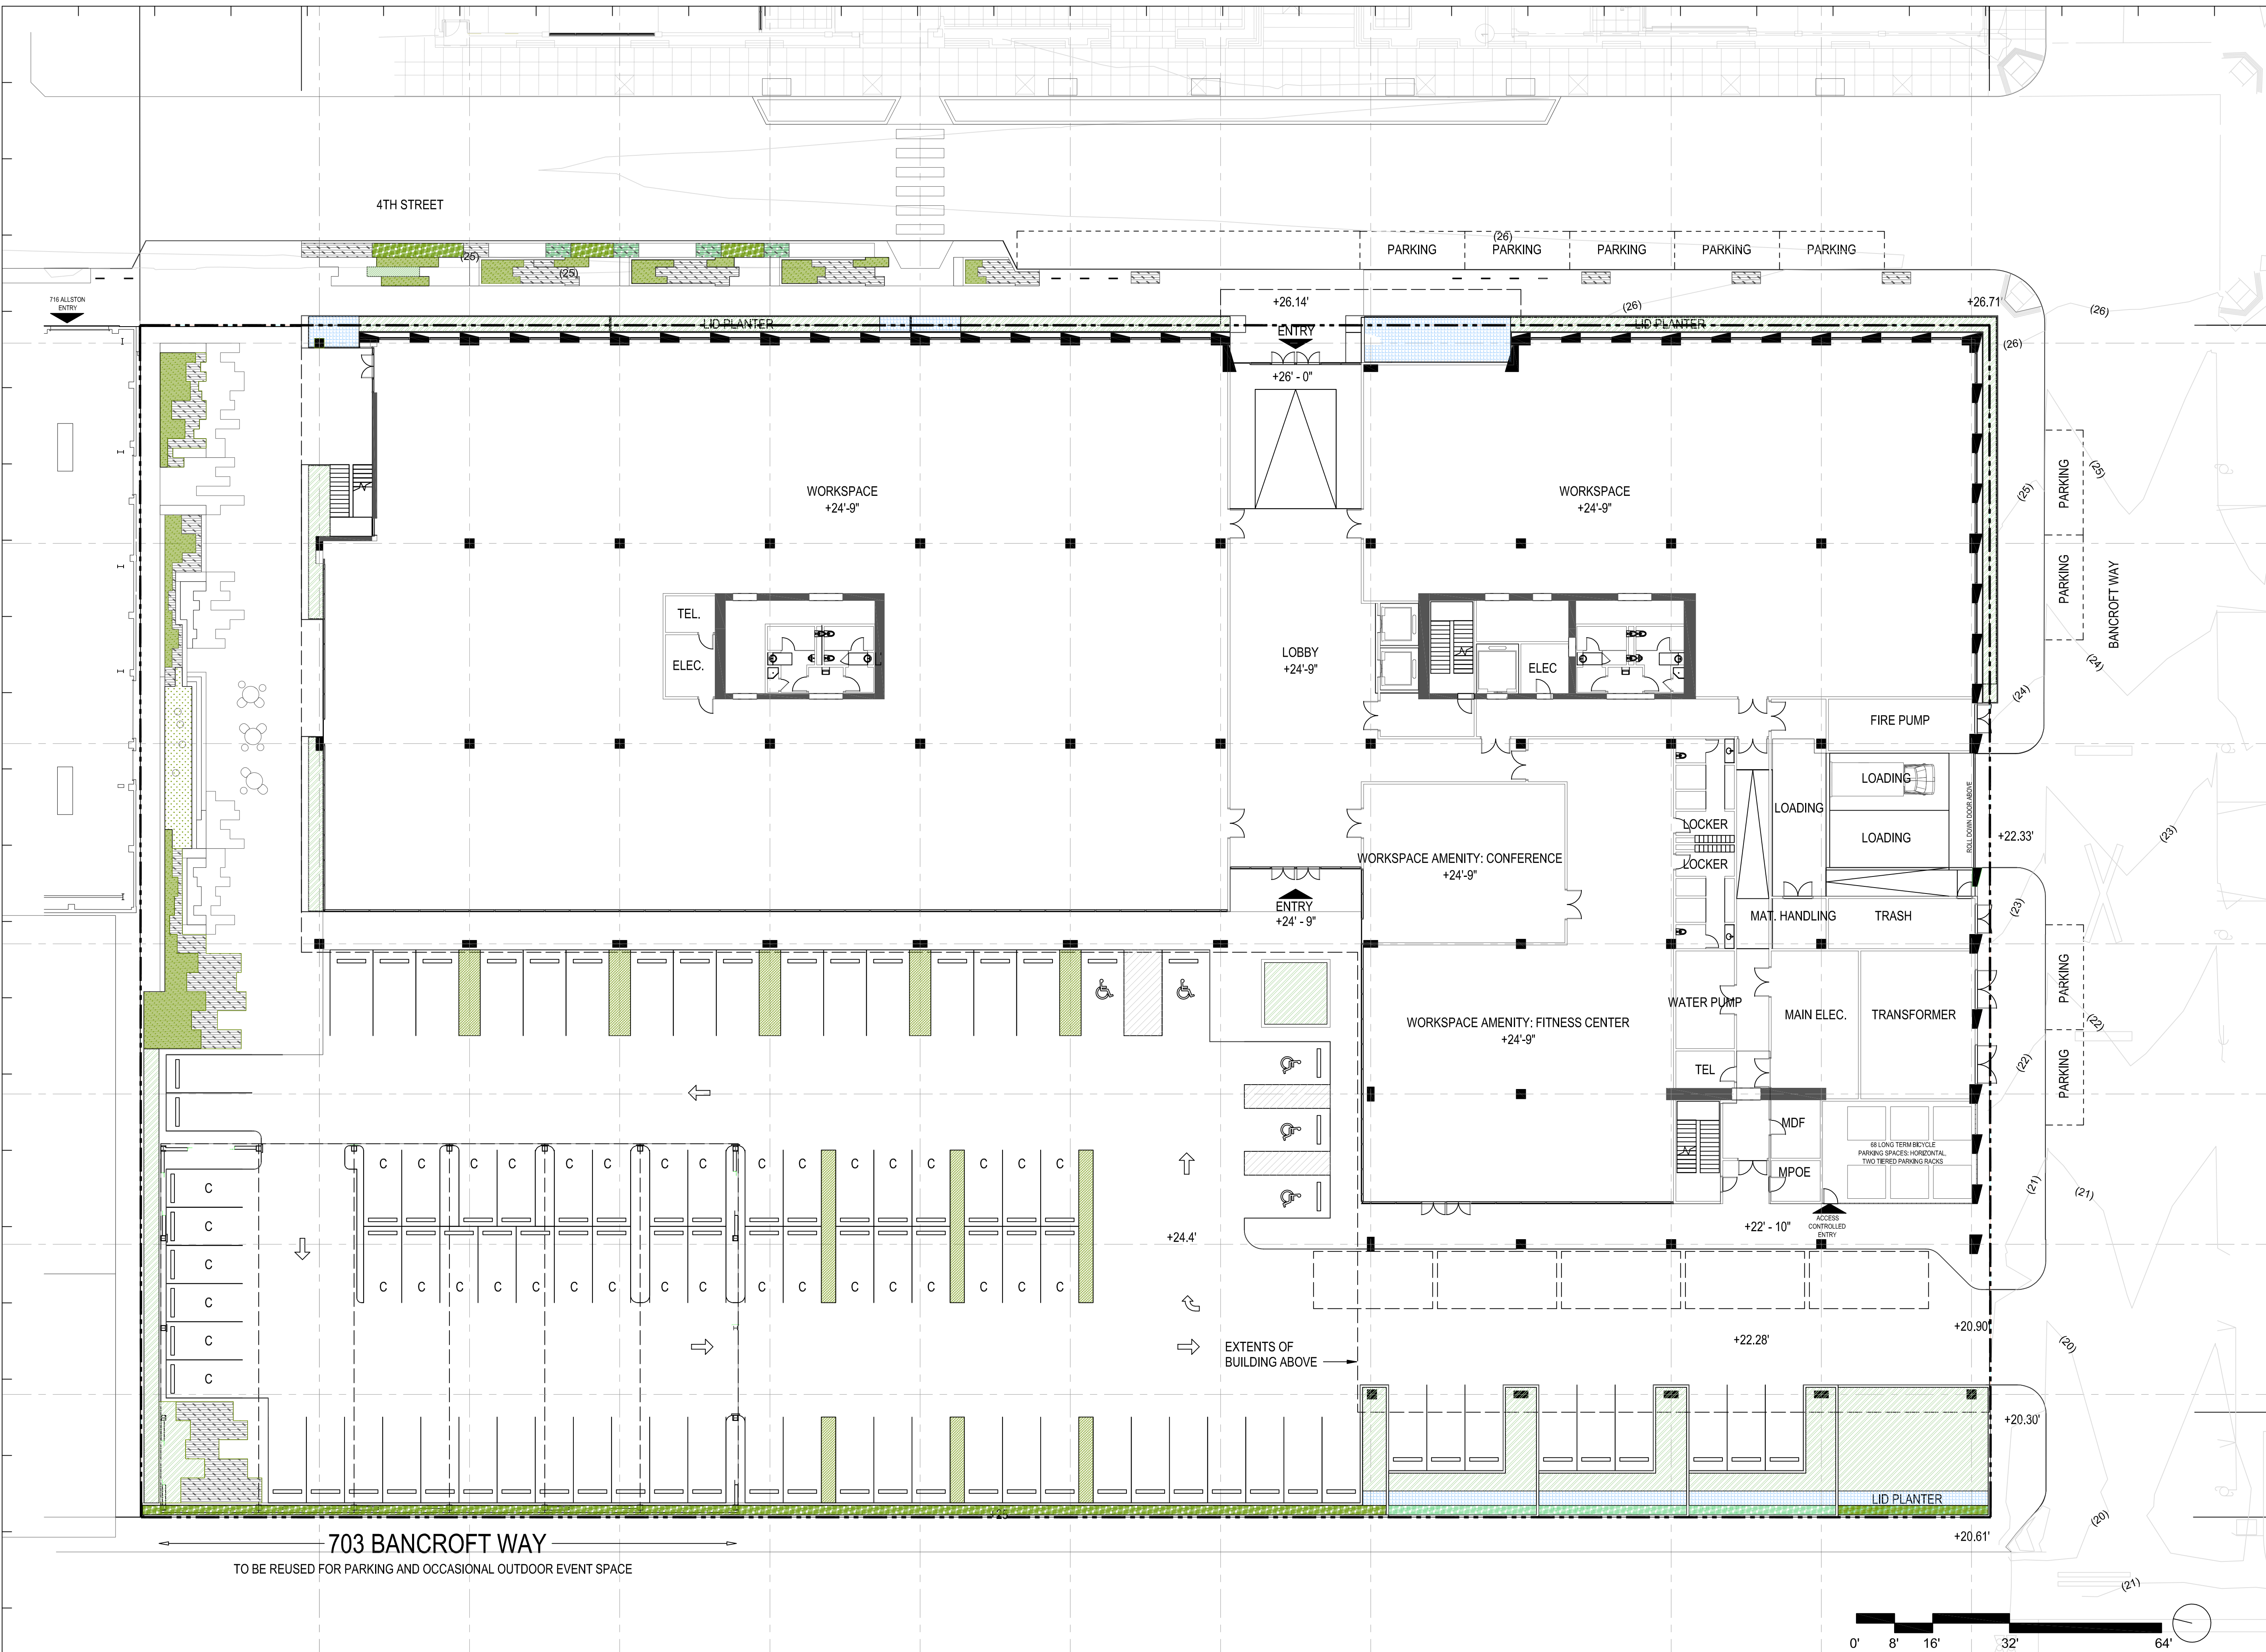 4TH STREET
PARKING
PARKING
PARKING
PARKING
PARKING
(26)
(25)
(25)
716 ALLSTON
ENTRY
+26.14'
(26)
+26.71'
(26)
LID PLANTER
ENTRY
LID PLANTER
(26)
+26' - 0"
WORKSPACE
+24'-9"
WORKSPACE
+24'-9"
(25)
(25)
PARKING
PARKING
BANCROFT WAY
TEL.
ELEC.
LOBBY
+24'-9"
ELEC
(24)
(24)
FIRE PUMP
LOADING
LOADING
LOADING
ROLL DOWN DOOR ABOVE
+22.33'
(23)
LOCKER
LOCKER
WORKSPACE AMENITY: CONFERENCE
+24'-9"
ENTRY
+24' - 9"
MAT. HANDLING
TRASH
(23)
PARKING
PARKING
WATER PUMP
MAIN ELEC.
TRANSFORMER
(22)
(22)
WORKSPACE AMENITY: FITNESS CENTER
+24'-9"
TEL
MDF
MPOE
68 LONG TERM BICYCLE
PARKING SPACES: HORIZONTAL,
TWO TIERED PARKING RACKS
(21)
(21)
C C C C C C C C C C C C C C C C C
C
C
C
C
C
C
C C C C C C C C C C C C C C C C C C
+24.4'
+22' - 10"
ACCESS
CONTROLLED
ENTRY
EXTENTS OF
BUILDING ABOVE
+22.28'
+20.90'
(20)
+20.30'
LID PLANTER
(20)
+20.61'
703 BANCROFT WAY
TO BE REUSED FOR PARKING AND OCCASIONAL OUTDOOR EVENT SPACE
(21)
0' 8' 16' 32' 64'